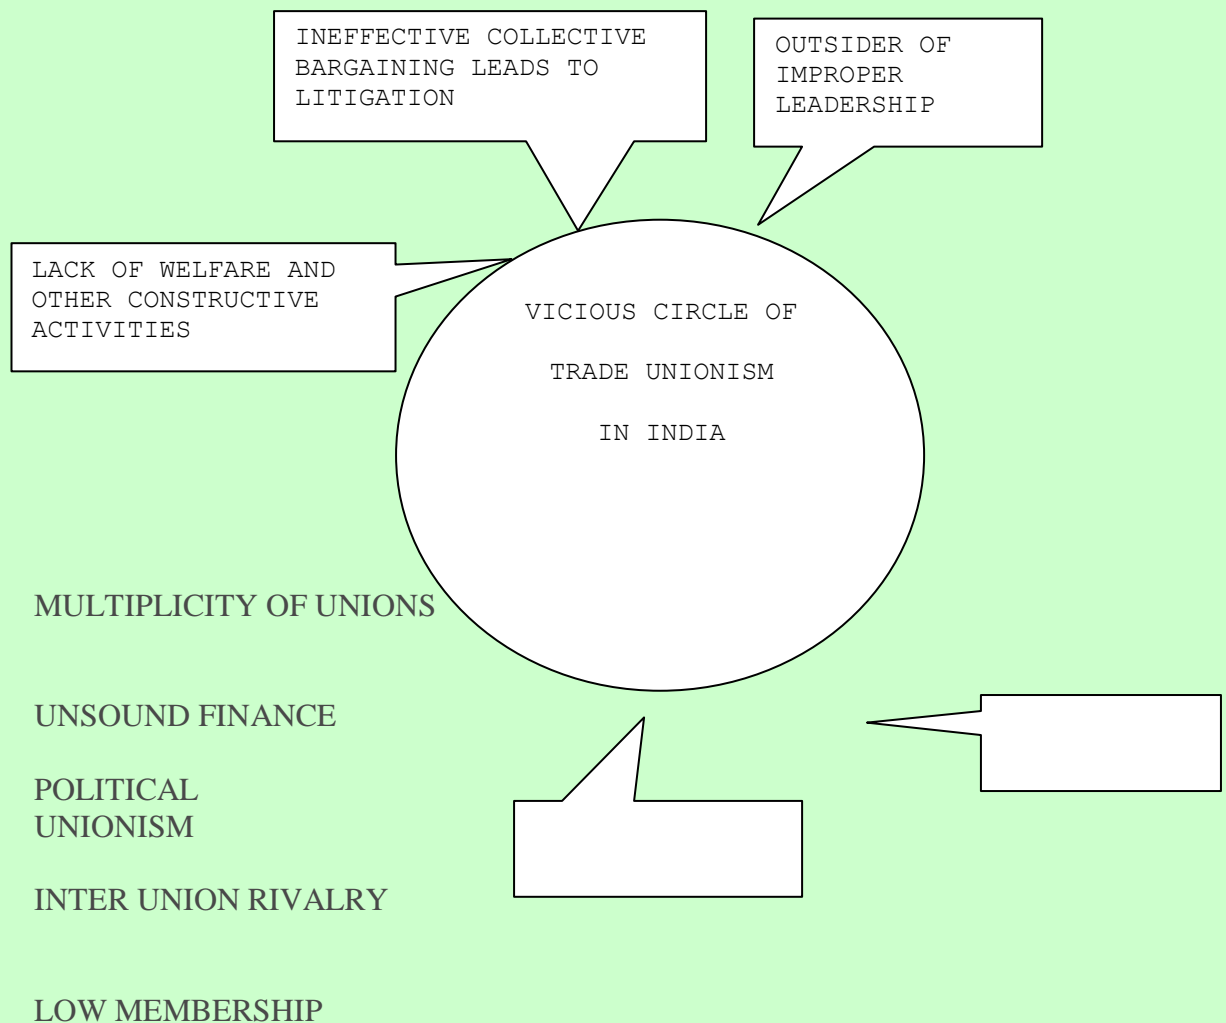 INEFFECTIVE COLLECTIVE
BARGAINING LEADS TO
LITIGATION
OUTSIDER OF
IMPROPER
LEADERSHIP
LACK OF WELFARE AND
OTHER CONSTRUCTIVE
ACTIVITIES
VICIOUS CIRCLE OF
TRADE UNIONISM
IN INDIA
MULTIPLICITY OF UNIONS
UNSOUND FINANCE
POLITICAL
UNIONISM
INTER UNION RIVALRY
LOW MEMBERSHIP